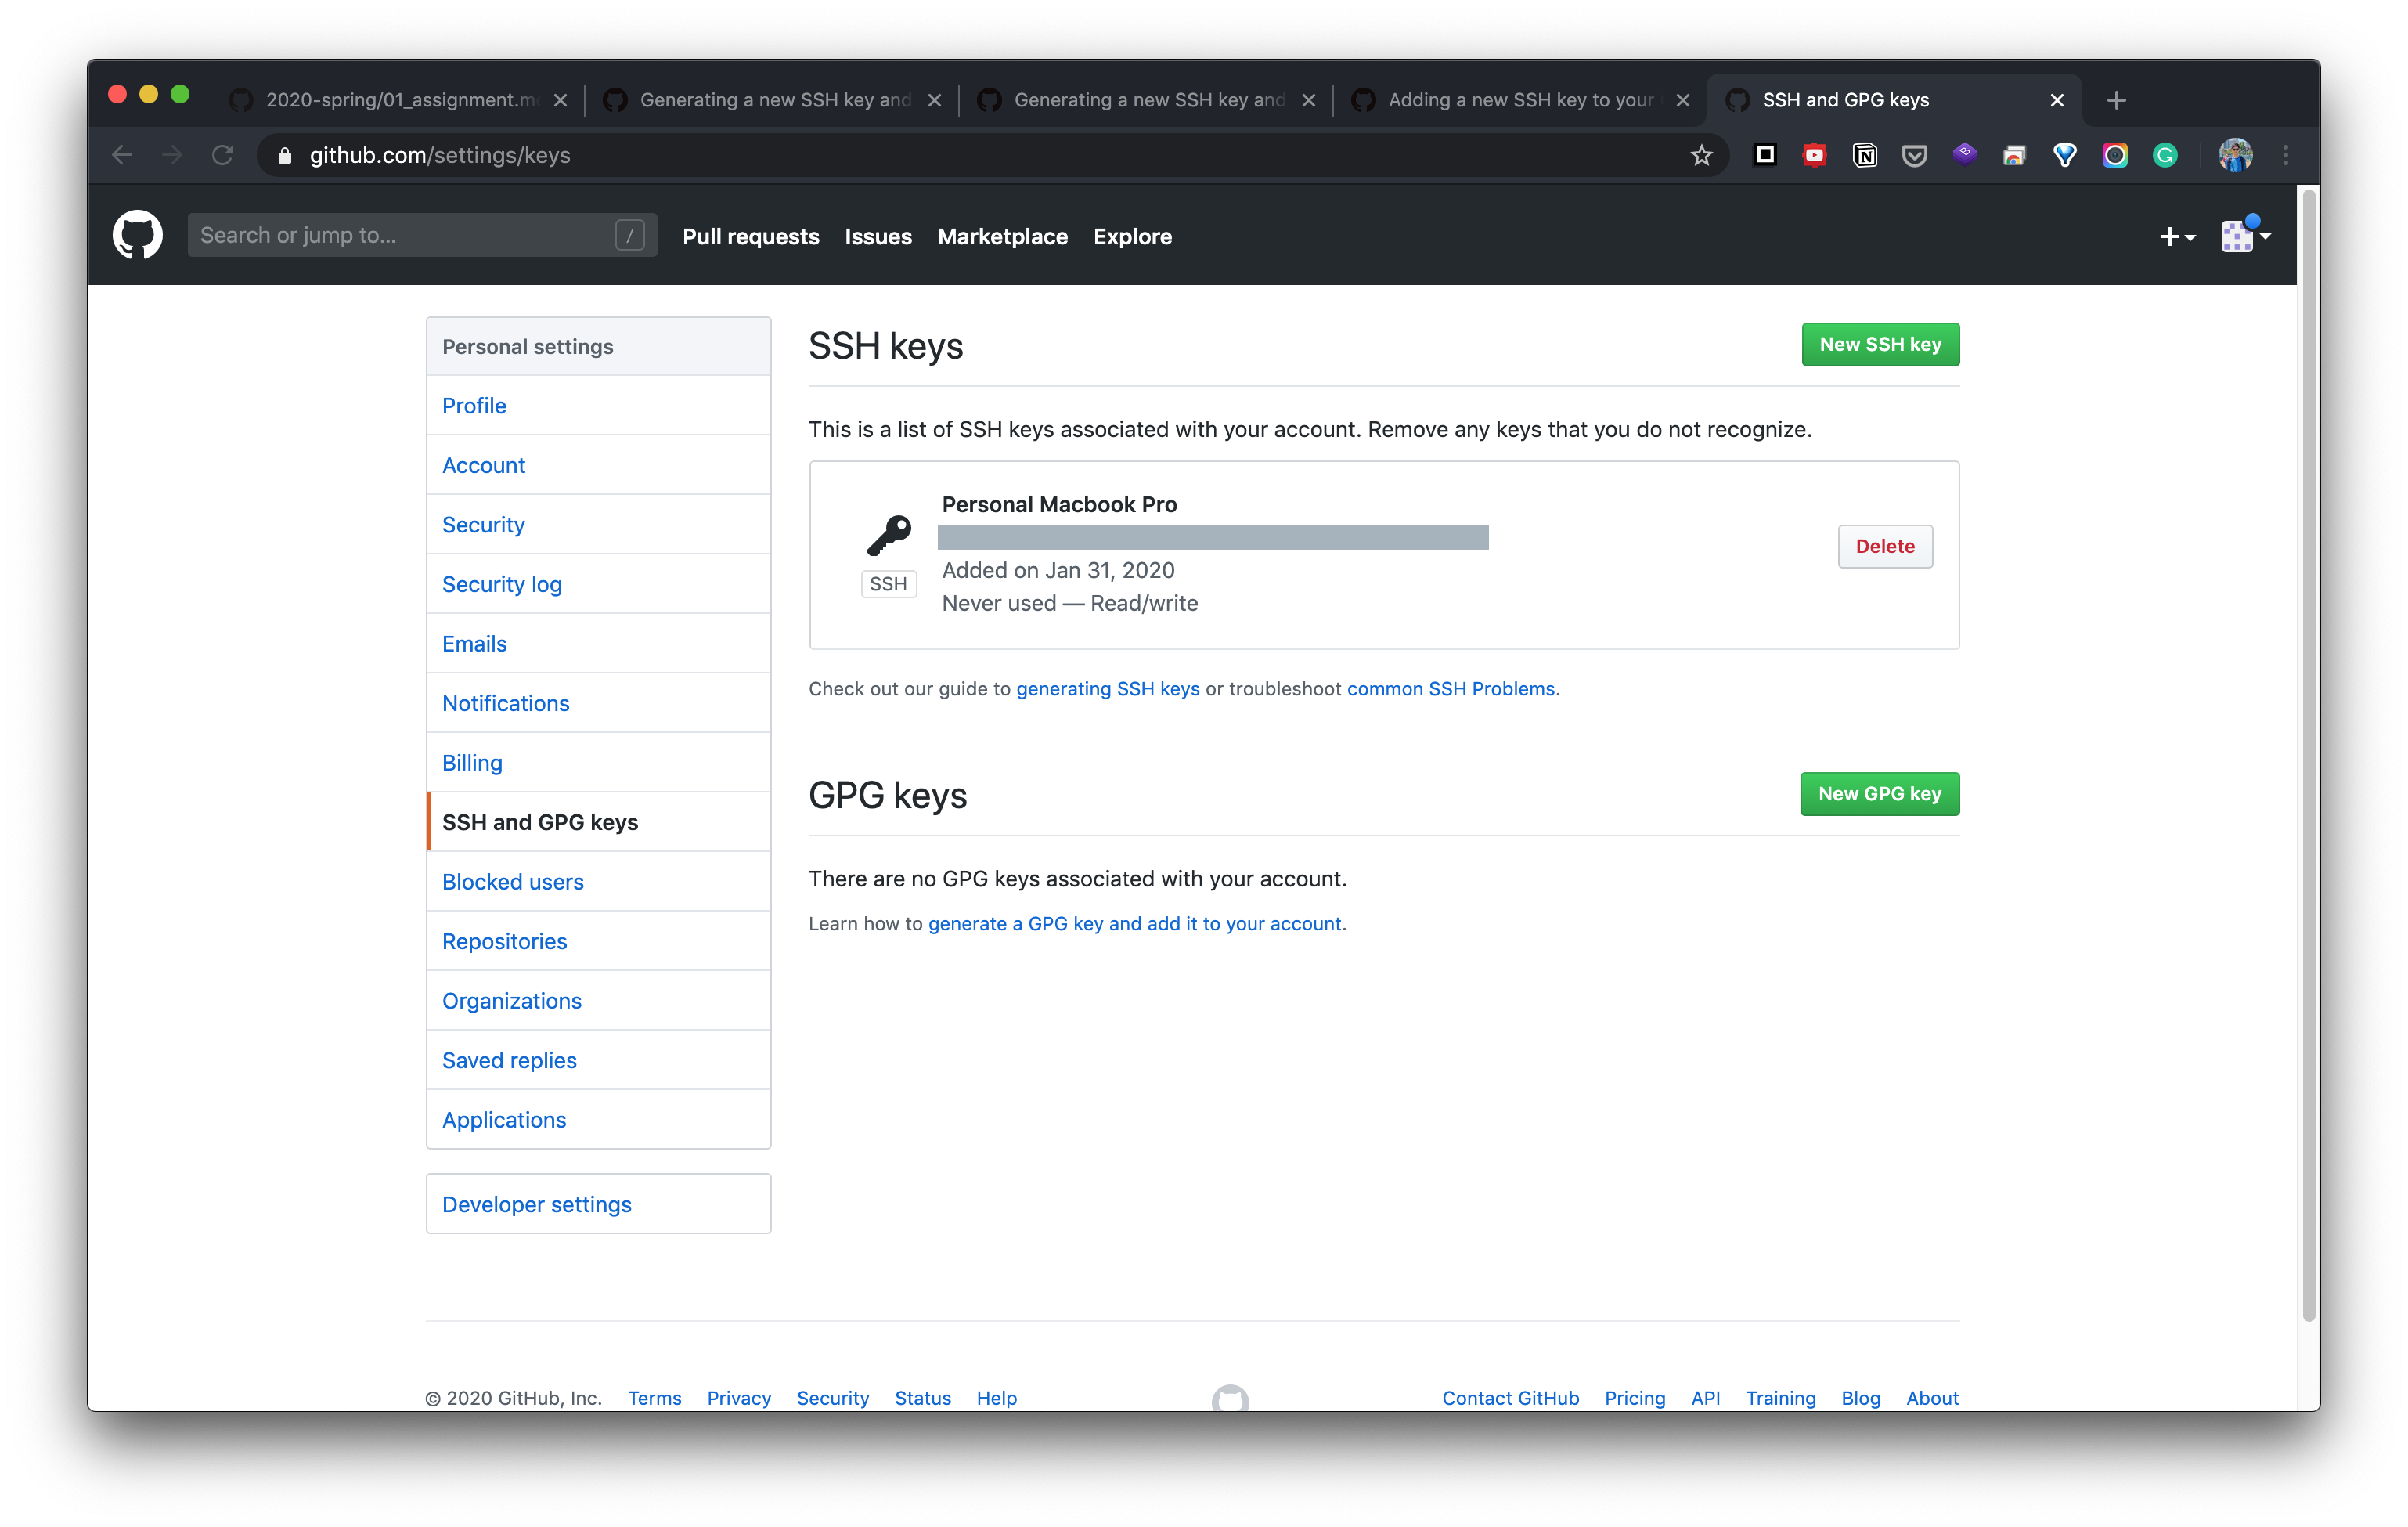 2020-spring/01_assignment.m
Generating a new SSH key and
Generating a new SSH key and
Adding a new SSH key to your
SSH and GPG keys
github.com/settings/keys
Search or jump to...
/
Pull requests
Issues
Marketplace
Explore
Personal settings
Profile
Account
Security
Security log
Emails
Notifications
Billing
SSH and GPG keys
Blocked users
Repositories
Organizations
Saved replies
Applications
Developer settings
SSH keys
New SSH key
This is a list of SSH keys associated with your account. Remove any keys that you do not recognize.
SSH
Personal Macbook Pro
Added on Jan 31, 2020
Never used — Read/write
Delete
Check out our guide to generating SSH keys or troubleshoot common SSH Problems.
GPG keys
New GPG key
There are no GPG keys associated with your account.
Learn how to generate a GPG key and add it to your account.
© 2020 GitHub, Inc.
Terms
Privacy
Security
Status
Help
Contact GitHub
Pricing
API
Training
Blog
About